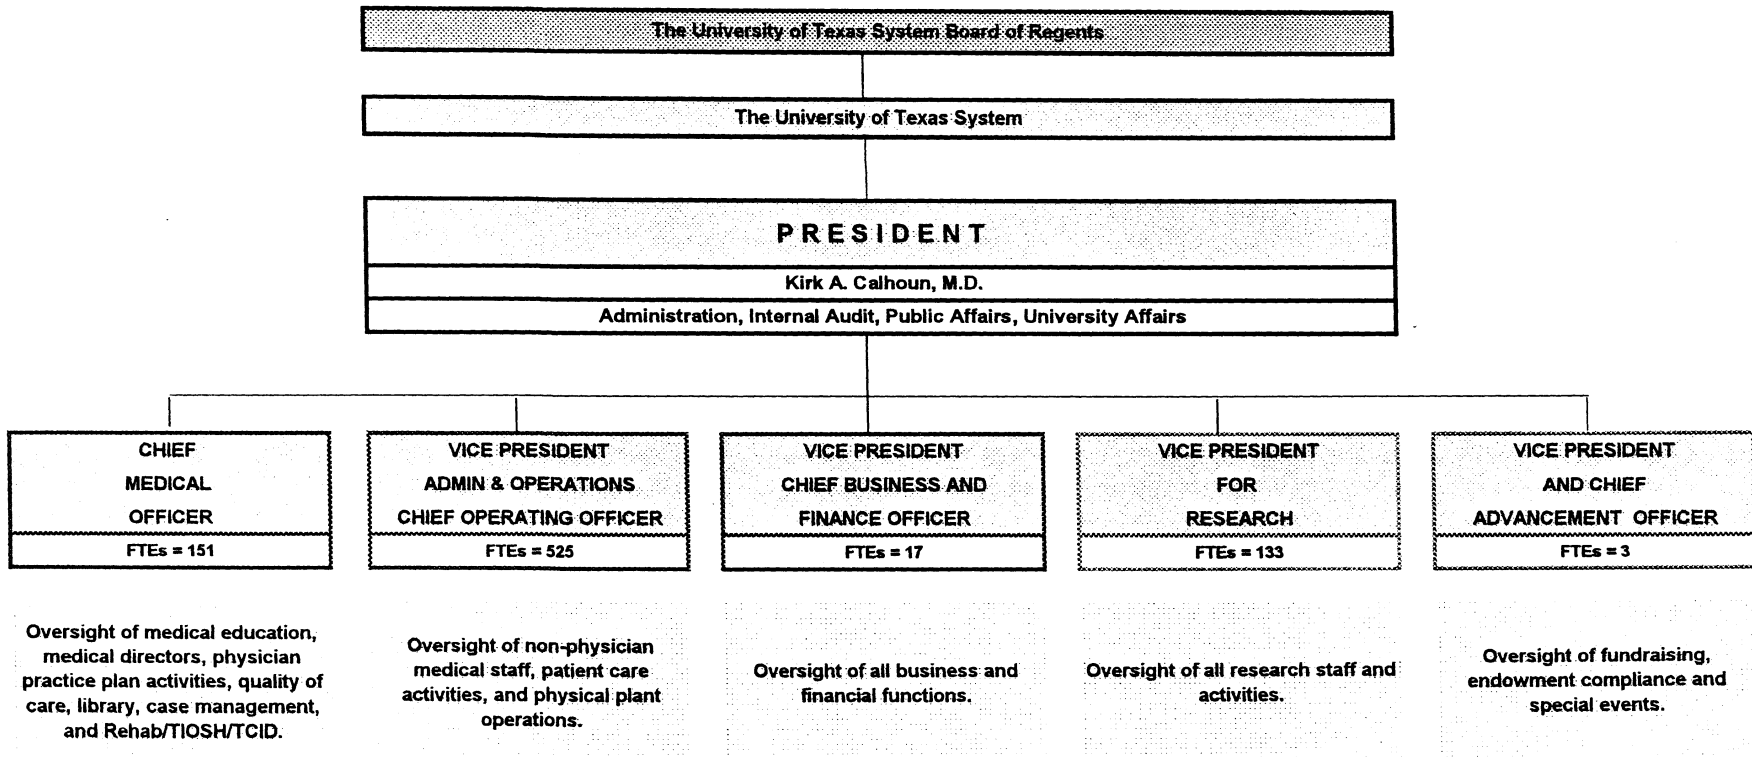 The University of Texas System Board of Regents
The University of Texas System
PRESIDENT
Kirk A. Calhoun, M.D.
Administration, Internal Audit, Public Affairs, University Affairs
CHIEF
MEDICAL
OFFICER
FTEs = 151
VICE PRESIDENT
ADMIN & OPERATIONS
CHIEF OPERATING OFFICER
FTEs = 525
VICE PRESIDENT
CHIEF BUSINESS AND
FINANCE OFFICER
FTEs = 17
VICE PRESIDENT
FOR
RESEARCH
FTEs = 133
VICE PRESIDENT
AND CHIEF
ADVANCEMENT OFFICER
FTEs = 3
Oversight of medical education,
medical directors, physician
practice plan activities, quality of
care, library, case management,
and Rehab/TIOSH/TCID.
Oversight of non-physician
medical staff, patient care
activities, and physical plant
operations.
Oversight of all business and
financial functions.
Oversight of all research staff and
activities.
Oversight of fundraising,
endowment compliance and
special events.